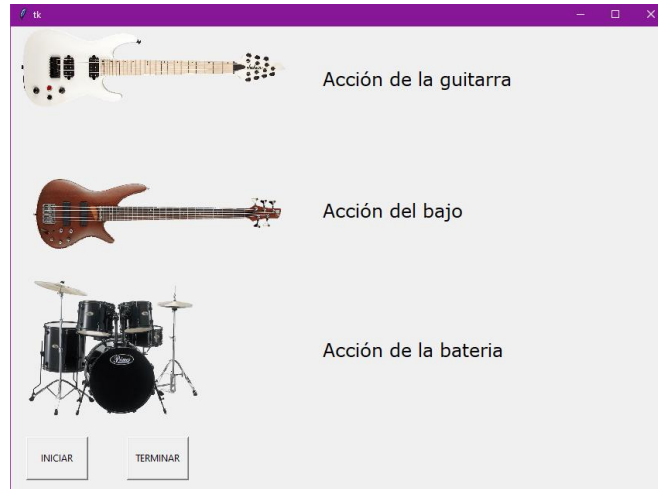 tk
Acción de la guitarra
Acción del bajo
Acción de la bateria
INICIAR
TERMINAR